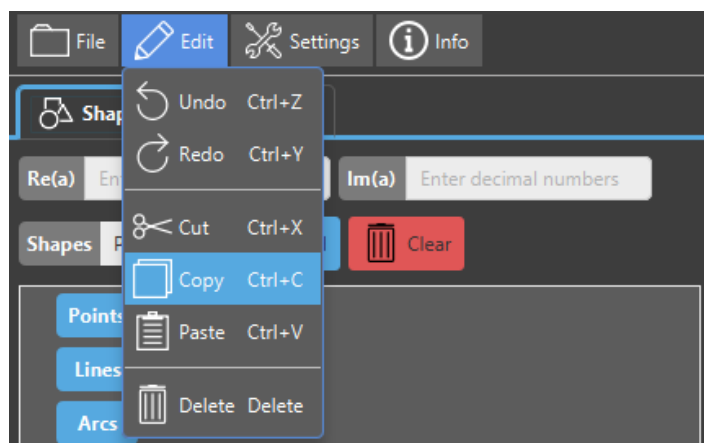 File Edit Settings Info
Undo Ctrl+Z
Redo Ctrl+Y
Re(a) Im(a) Enter decimal numbers
Cut Ctrl+X
Shapes Clear
Copy Ctrl+C
Points
Paste Ctrl+V
Lines
Delete Delete
Arcs